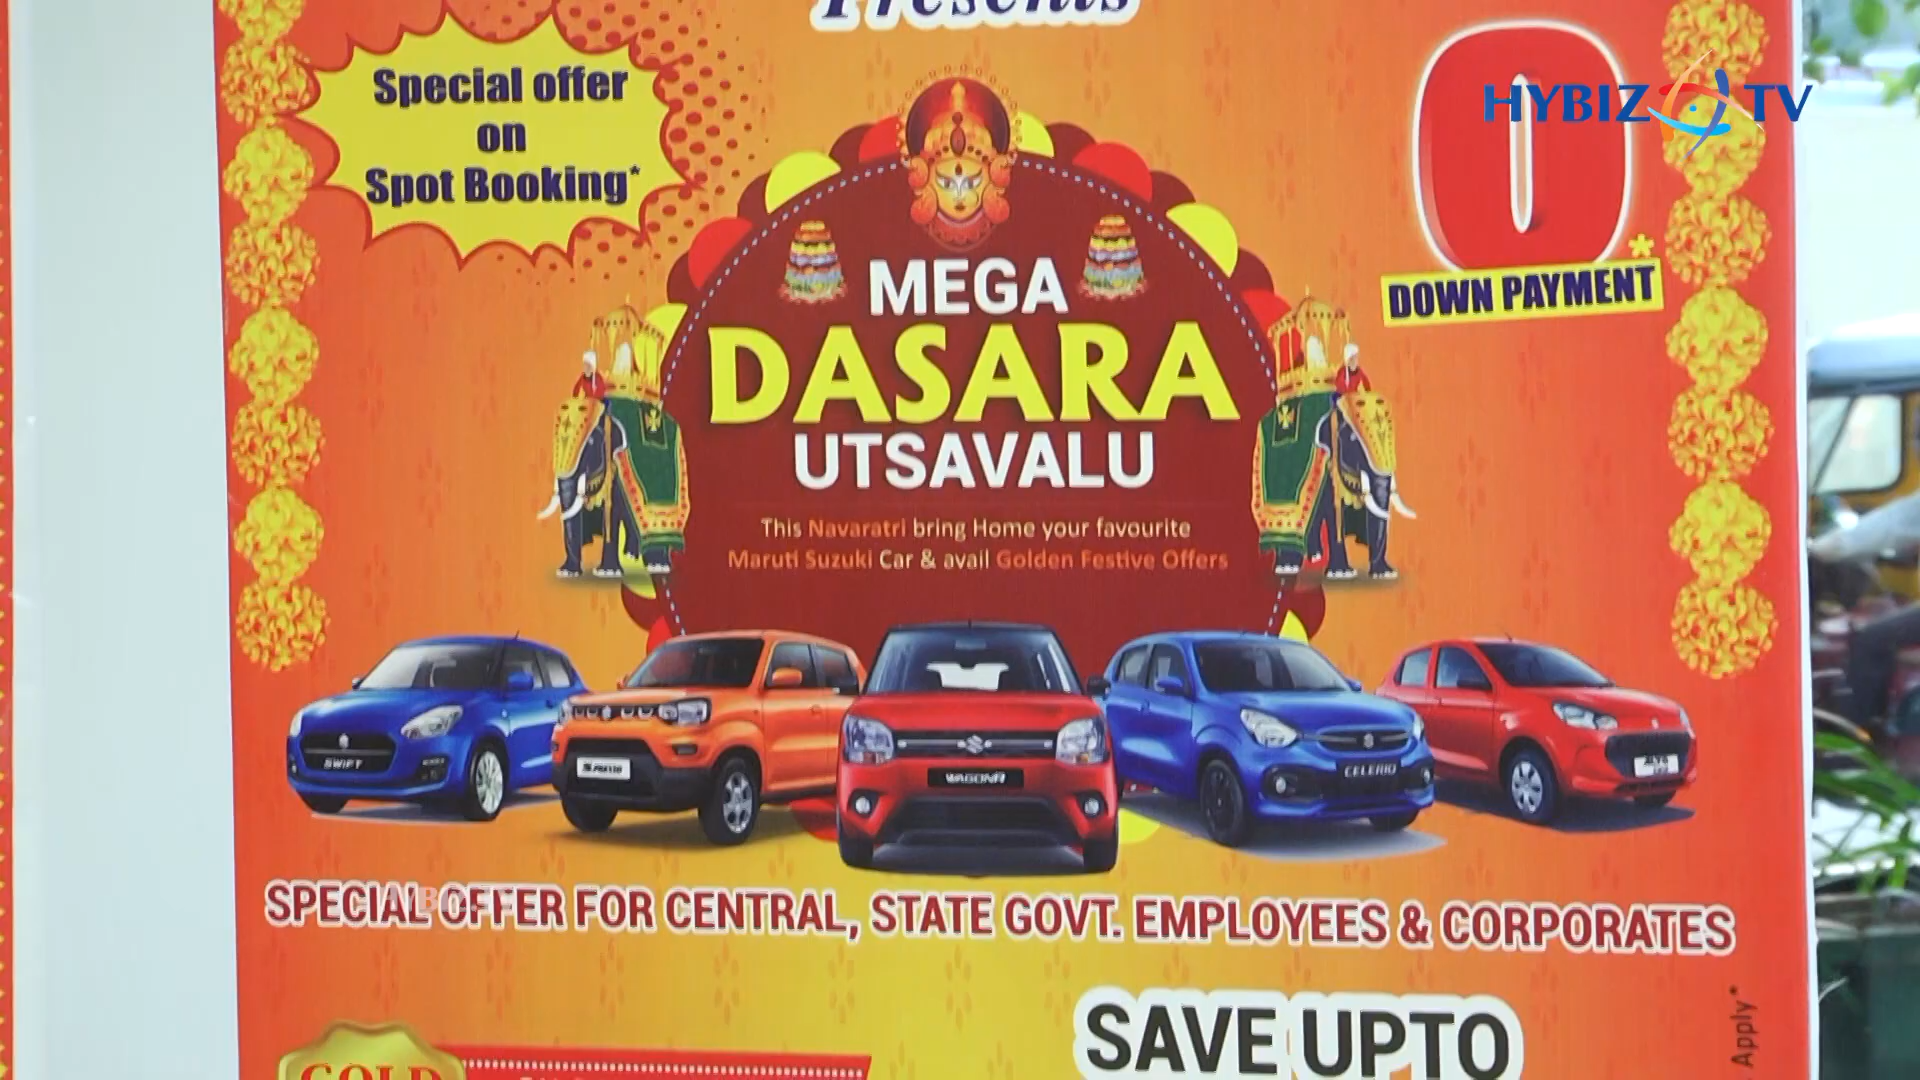 Presents
Special offer
on
Spot Booking*
HYBIZ TV
0*
DOWN PAYMENT
MEGA
DASARA
UTSAVALU
This Navaratri bring Home your favourite
Maruti Suzuki Car & avail Golden Festive Offers
SWIFT
WAGONR
CELERIO
SPECIAL OFFER FOR CENTRAL, STATE GOVT. EMPLOYEES & CORPORATES
SAVE UPTO
Apply*
GOLD